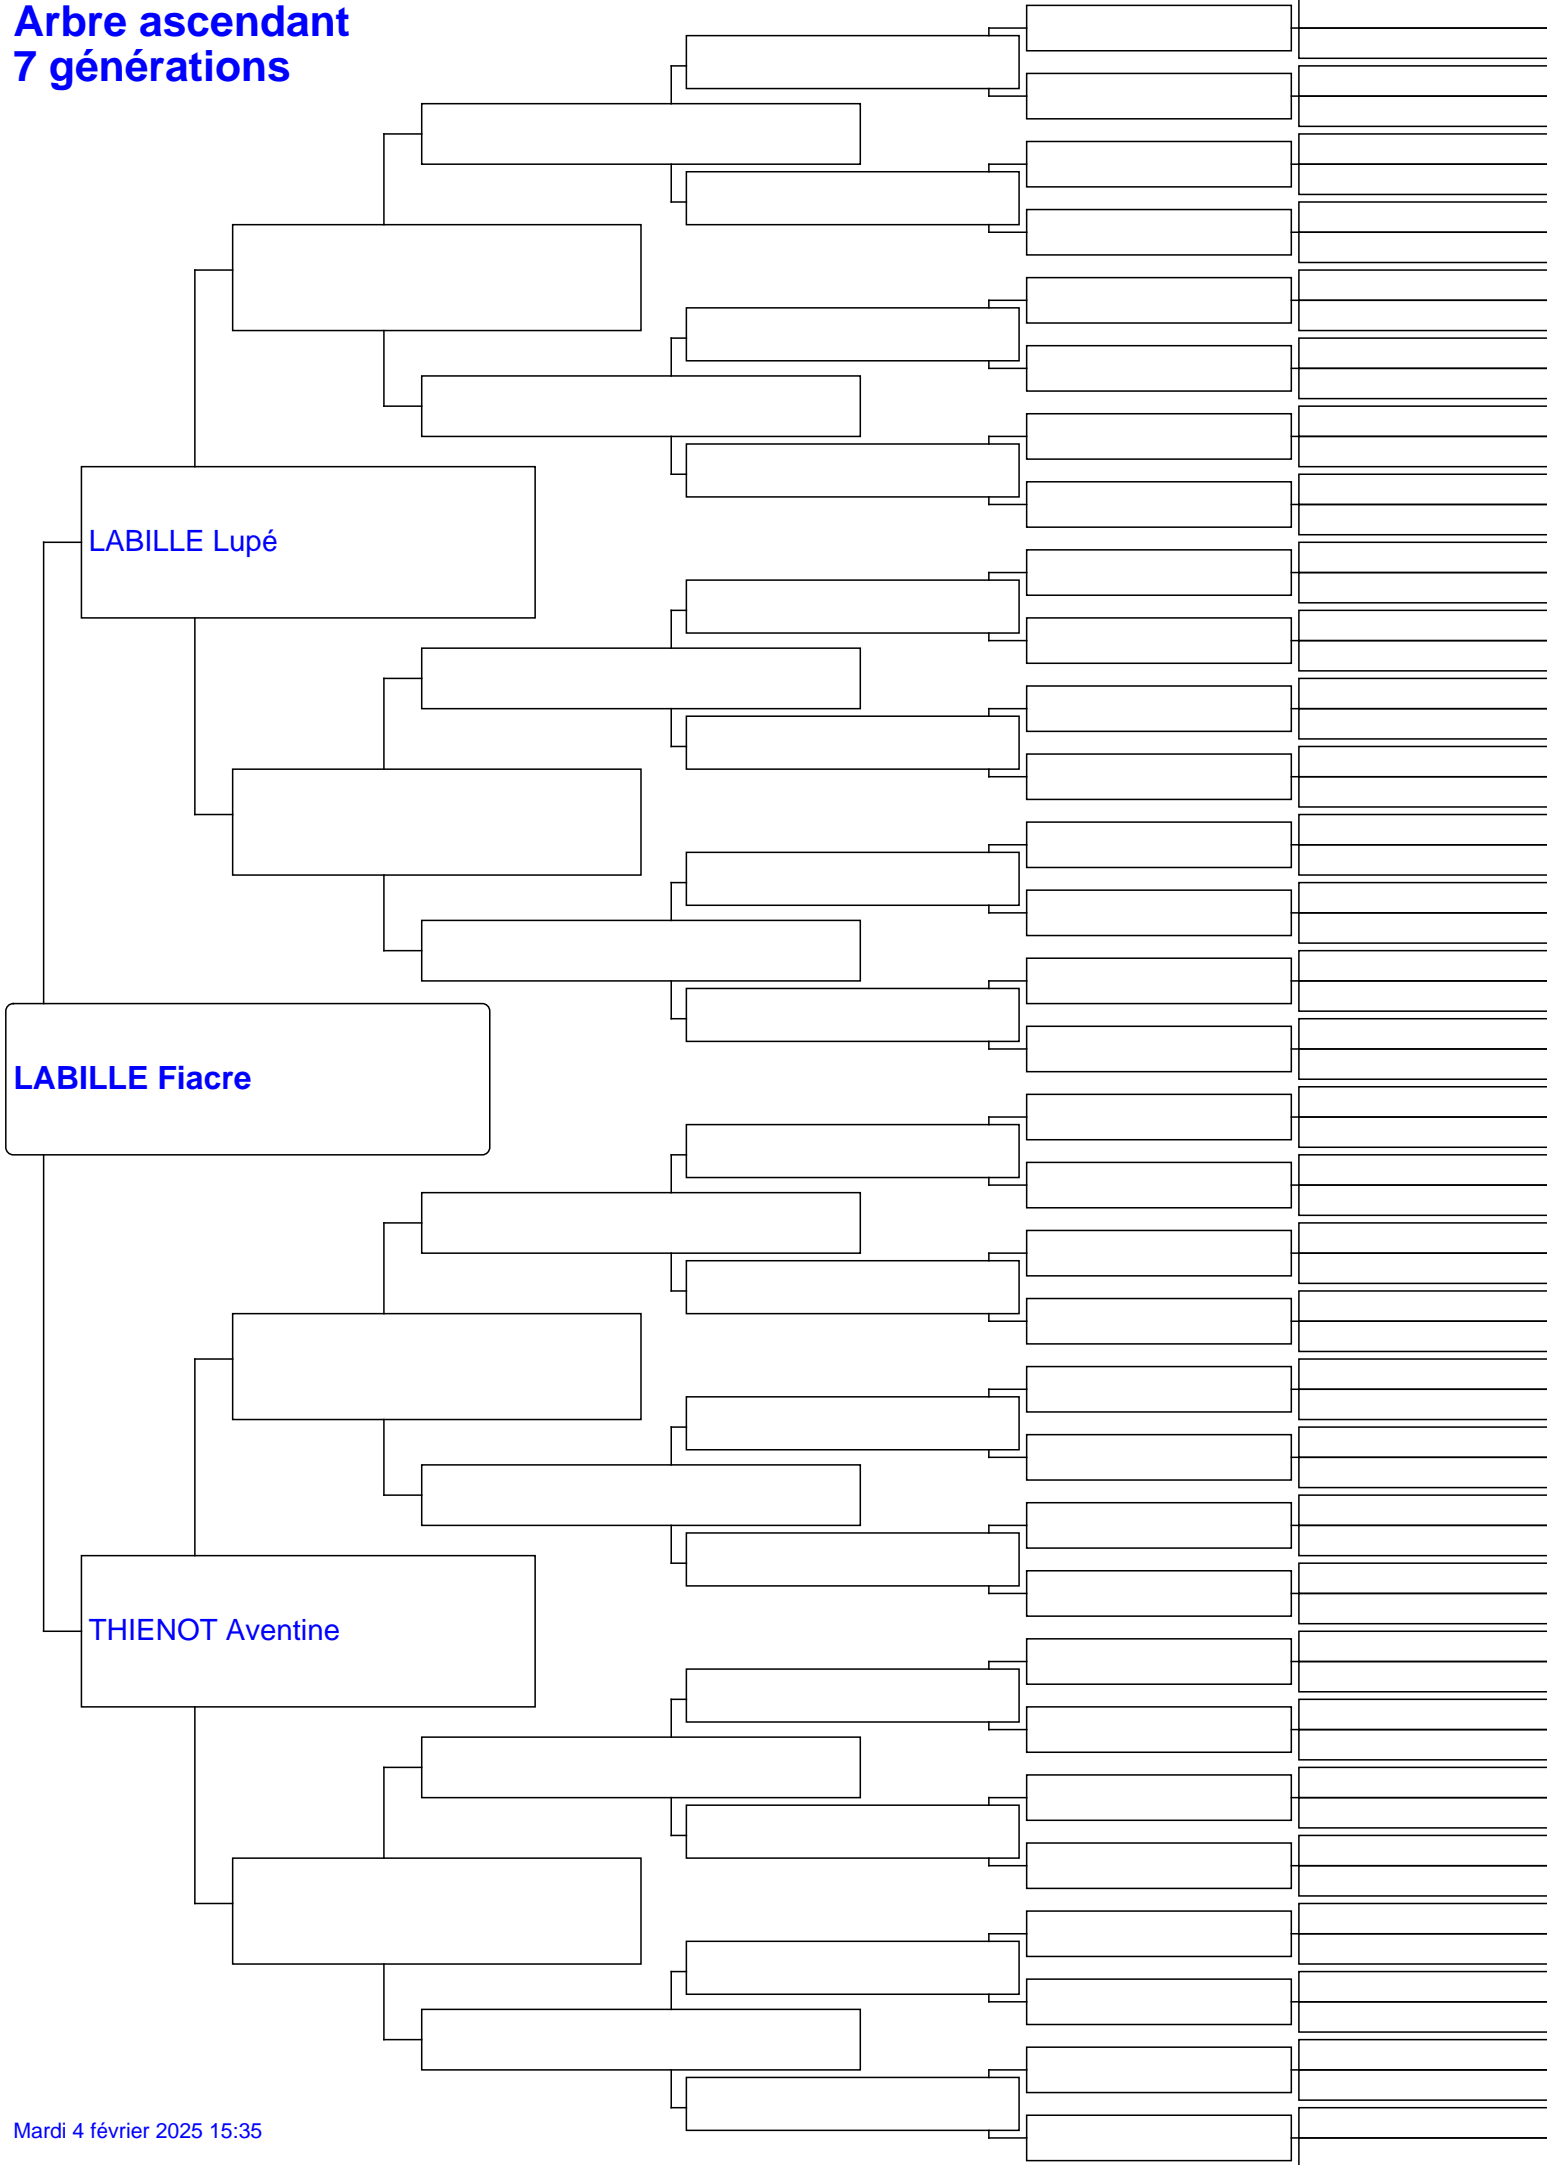 Arbre ascendant
7 générations
LABILLE Lupé
LABILLE Fiacre
THIENOT Aventine
Mardi 4 février 2025 15:35